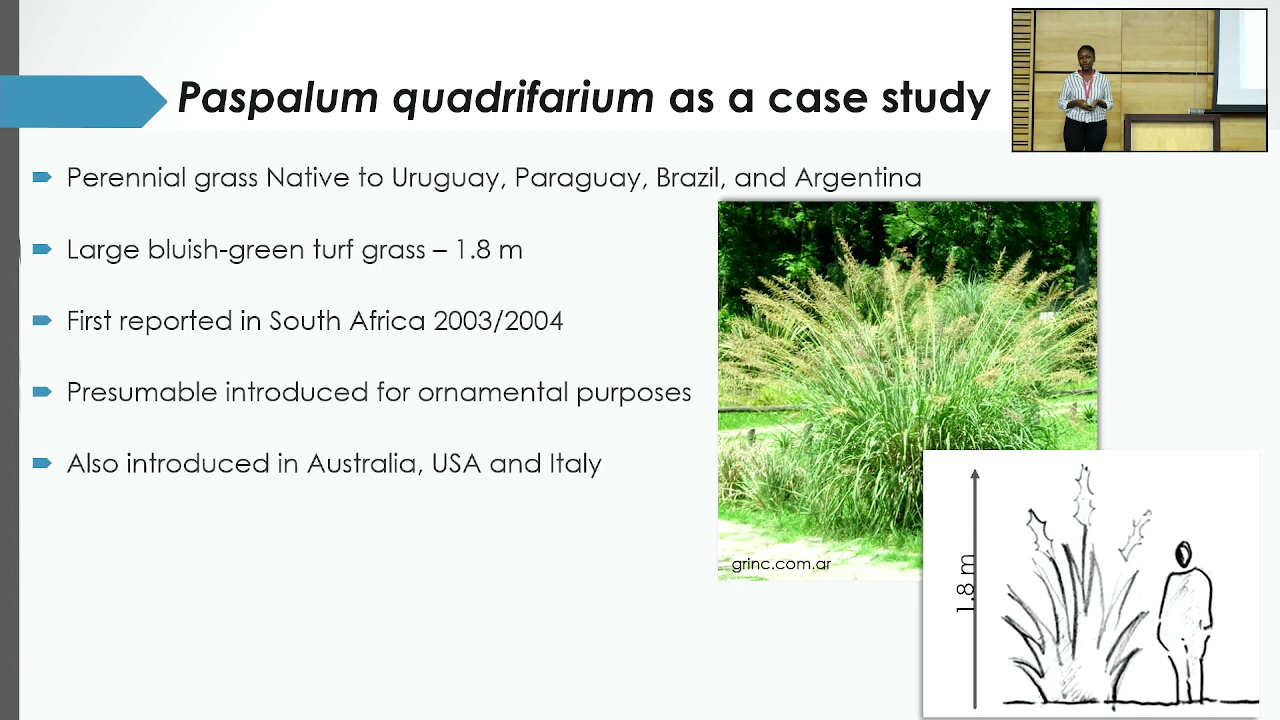 Paspalum quadrifarium as a case study
Perennial grass Native to Uruguay, Paraguay, Brazil, and Argentina
Large bluish-green turf grass – 1.8 m
First reported in South Africa 2003/2004
Presumable introduced for ornamental purposes
Also introduced in Australia, USA and Italy
grinc.com.ar
1.8 m